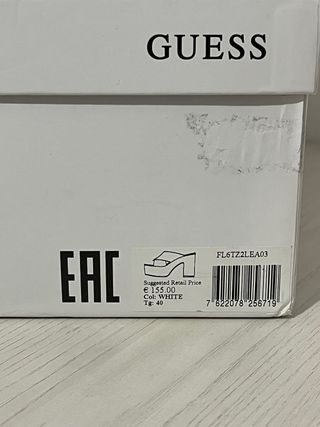 GUESS
EAC
FL6TZ2LEA03
Suggested Retail Price
€ 155.00
Col: WHITE
Tg: 40
7 622078 256719